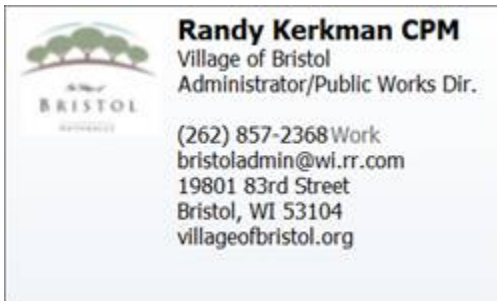 Randy Kerkman CPM
Village of Bristol
Administrator/Public Works Dir.
BRISTOL
(262) 857-2368 Work
bristoladmin@wi.rr.com
19801 83rd Street
Bristol, WI 53104
villageofbristol.org